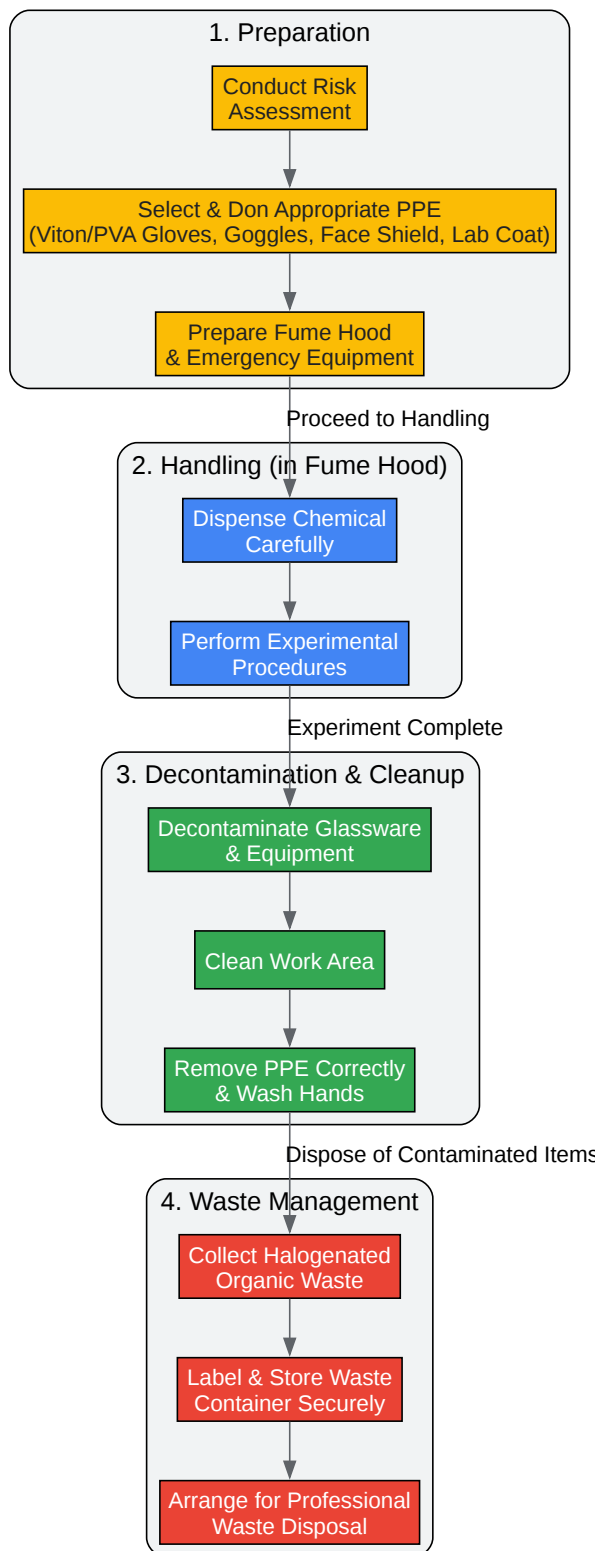 1. Preparation
Conduct Risk
Assessment
Select & Don Appropriate PPE
(Viton/PVA Gloves, Goggles, Face Shield, Lab Coat)
Prepare Fume Hood
& Emergency Equipment
Proceed to Handling
2. Handling (in Fume Hood)
Dispense Chemical
Carefully
Perform Experimental
Procedures
Experiment Complete
3. Decontamination & Cleanup
Decontaminate Glassware
& Equipment
Clean Work Area
Remove PPE Correctly
& Wash Hands
Dispose of Contaminated Items
4. Waste Management
Collect Halogenated
Organic Waste
Label & Store Waste
Container Securely
Arrange for Professional
Waste Disposal